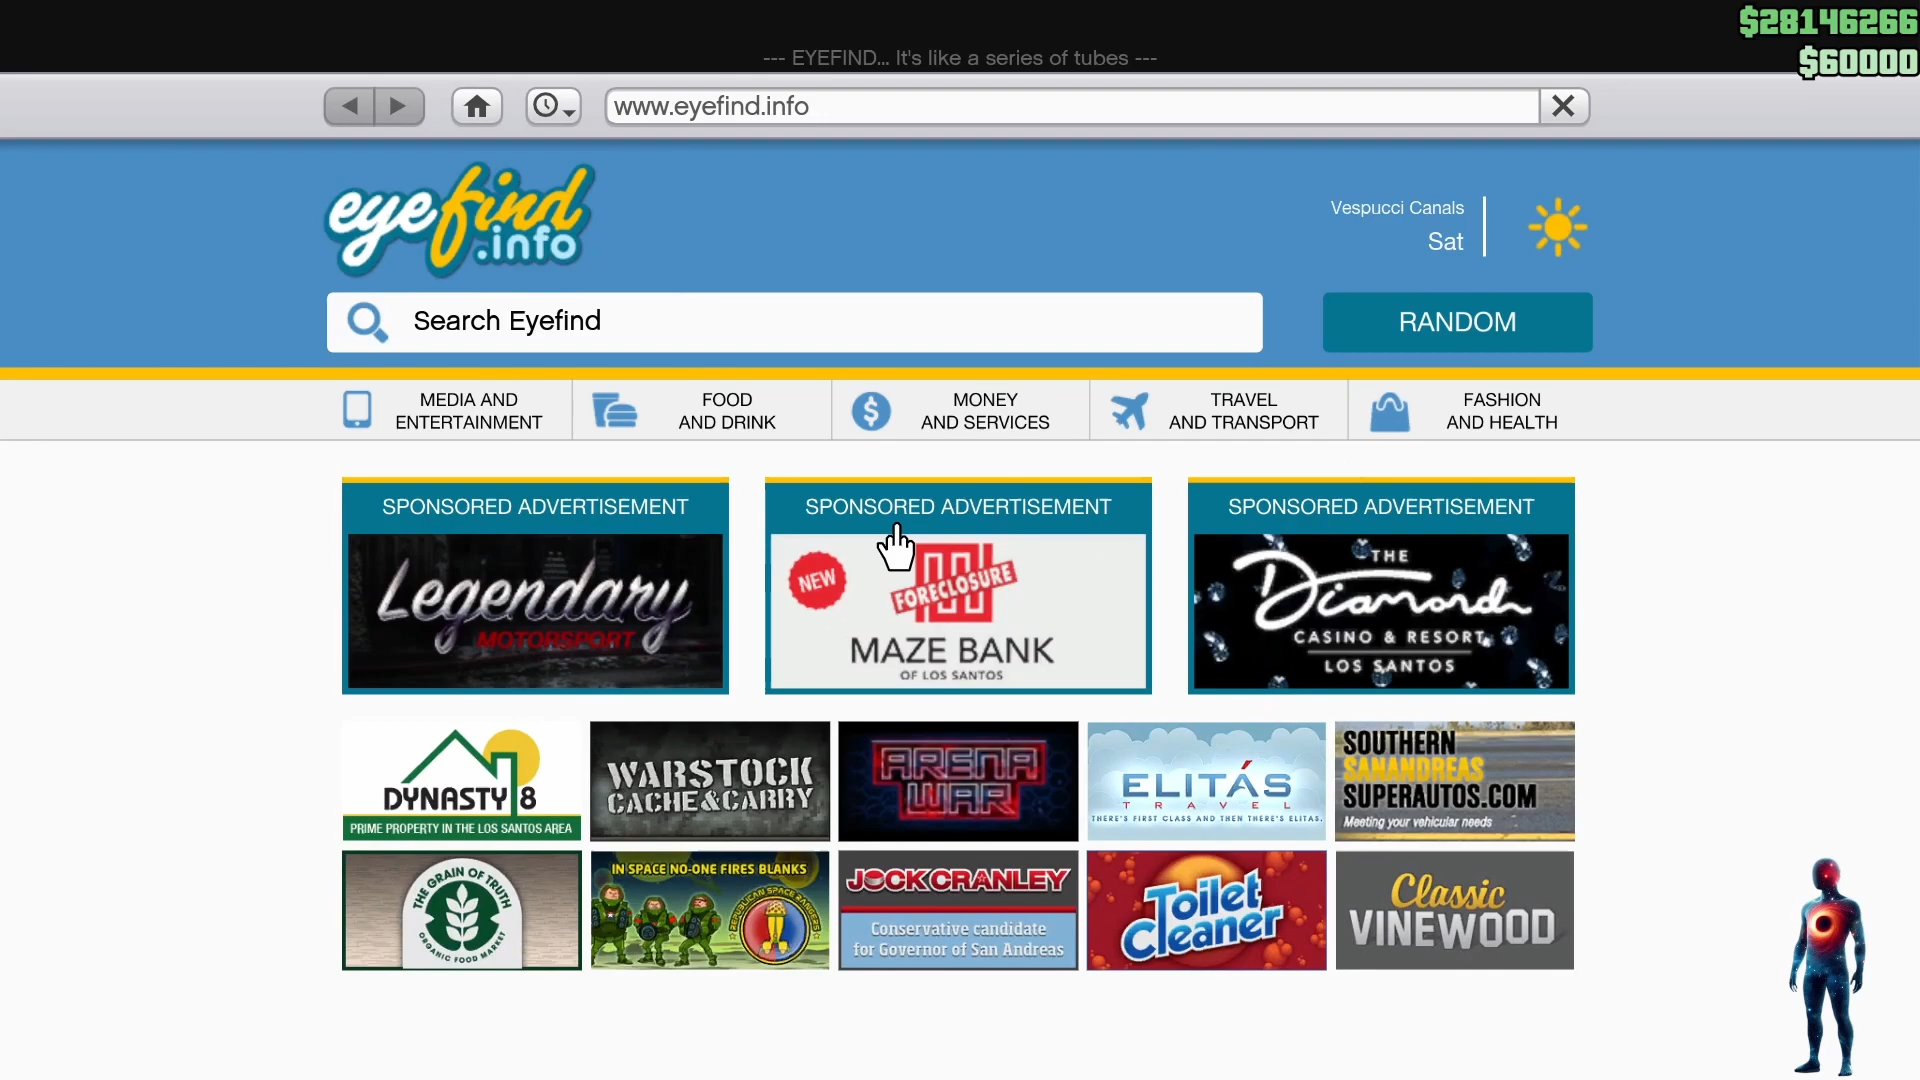 $28146266
$60000
--- EYEFIND... It's like a series of tubes ---
www.eyefind.info
eyefind
.info
Vespucci Canals
Sat
Search Eyefind
RANDOM
MEDIA AND
ENTERTAINMENT
FOOD
AND DRINK
MONEY
AND SERVICES
TRAVEL
AND TRANSPORT
FASHION
AND HEALTH
SPONSORED ADVERTISEMENT
Legendary
MOTORSPORT
SPONSORED ADVERTISEMENT
NEW
FORECLOSURE
MAZE BANK
OF LOS SANTOS
SPONSORED ADVERTISEMENT
THE
Diamond
CASINO & RESORT
LOS SANTOS
DYNASTY 8
PRIME PROPERTY IN THE LOS SANTOS AREA
WARSTOCK
CACHE&CARRY
ARENA
WAR
ELITÁS
TRAVEL
THERE'S FIRST CLASS AND THEN THERE'S ELITAS.
SOUTHERN
SANANDREAS
SUPERAUTOS.COM
Meeting your vehicular needs
THE GRAIN OF TRUTH
ORGANIC FOOD MARKET
IN SPACE NO-ONE FIRES BLANKS
REPUBLICAN SPACE RANGERS
JOCK CRANLEY
Conservative candidate
for Governor of San Andreas
Toilet
Cleaner
Classic
VINEWOOD